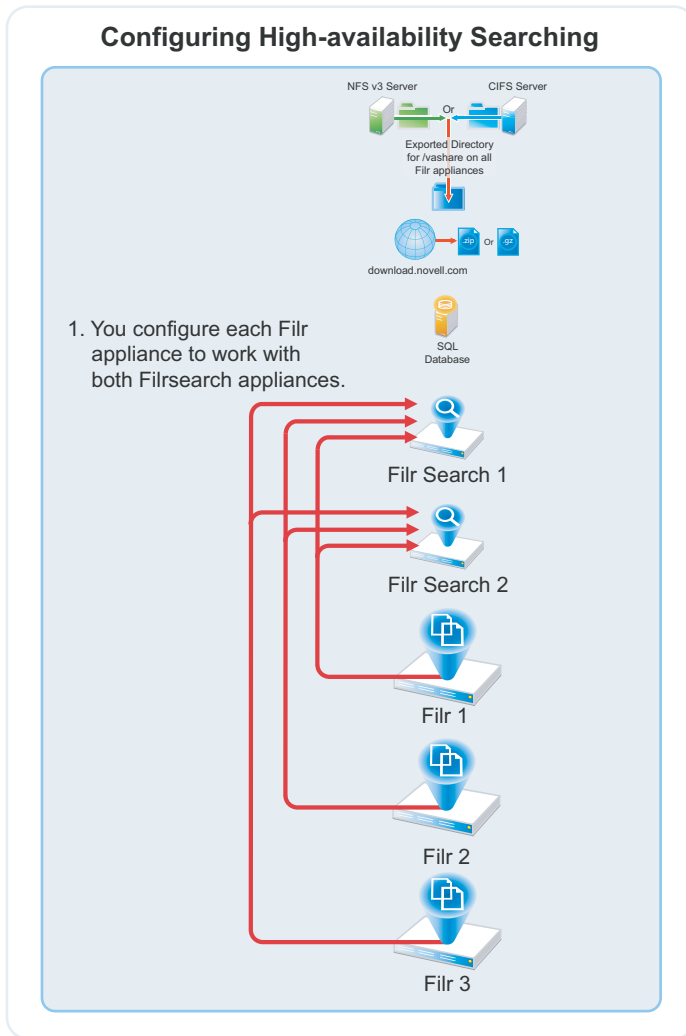 Configuring High-availability Searching
NFS v3 Server
CIFS Server
Or
Exported Directory
for /vashare on all
Filr appliances
.zip
Or
.gz
download.novell.com
SQL
Database
1. You configure each Filr
appliance to work with
both Filrsearch appliances.
Filr Search 1
Filr Search 2
Filr 1
Filr 2
Filr 3